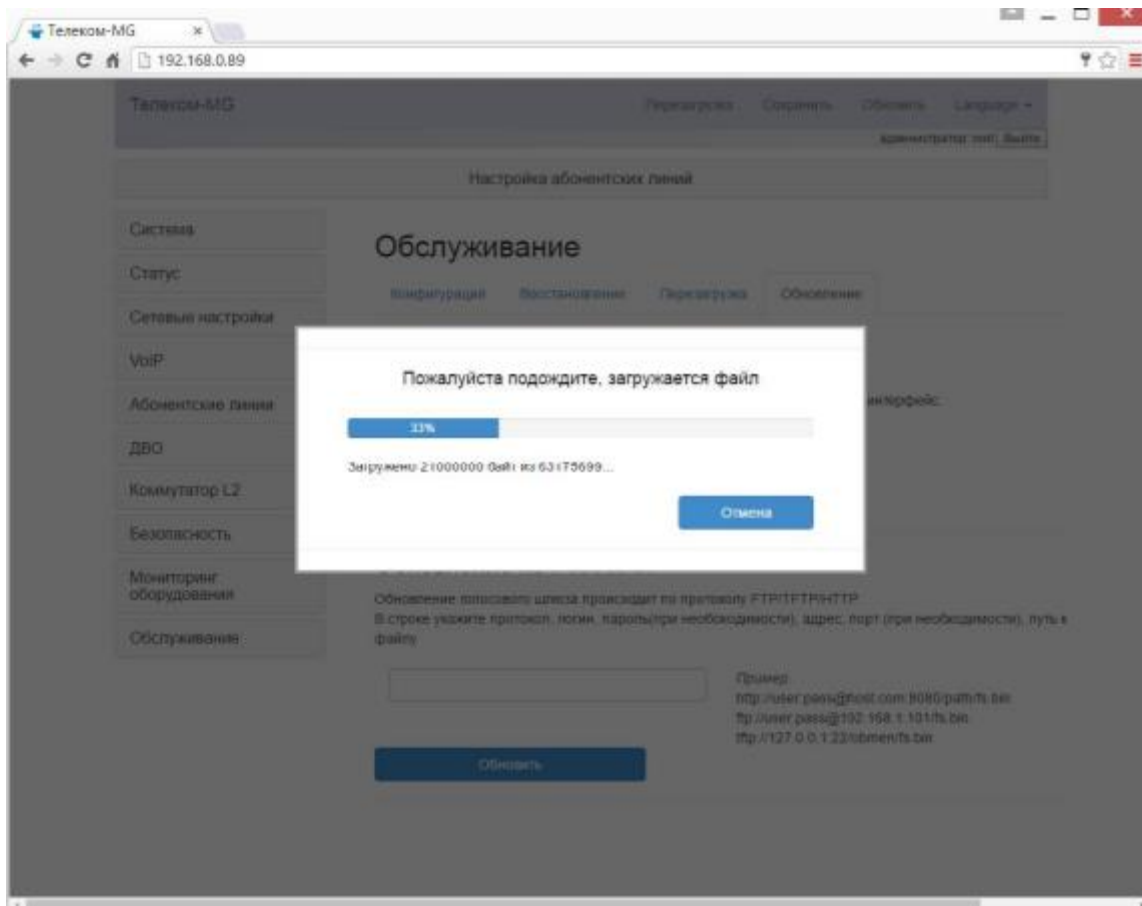 Телеком-MG
192.168.0.89
Телеком-MG
Перезагрузка Сохранить Обновить Language
Администратор: root Выйти
Настройка абонентских линий
Система
Статус
Сетевые настройки
VoIP
Абонентские линии
ДВО
Коммутатор L2
Безопасность
Мониторинг
оборудования
Обслуживание
Обслуживание
Конфигурация Восстановление Перезагрузка Обновление
интерфейс.
Пожалуйста подождите, загружается файл
33%
Загружено 21000000 байт из 63175699...
Отмена
Обновление голосового шлюза происходит по протоколу FTP/TFTP/HTTP
В строке укажите протокол, логин, пароль(при необходимости), адрес, порт (при необходимости), путь к
файлу
Пример:
http://user:pass@host.com:8080/path/fs.bin
ftp://user:pass@192.168.1.101/fs.bin
tftp://127.0.0.1:22/obmen/fs.bin
Обновить